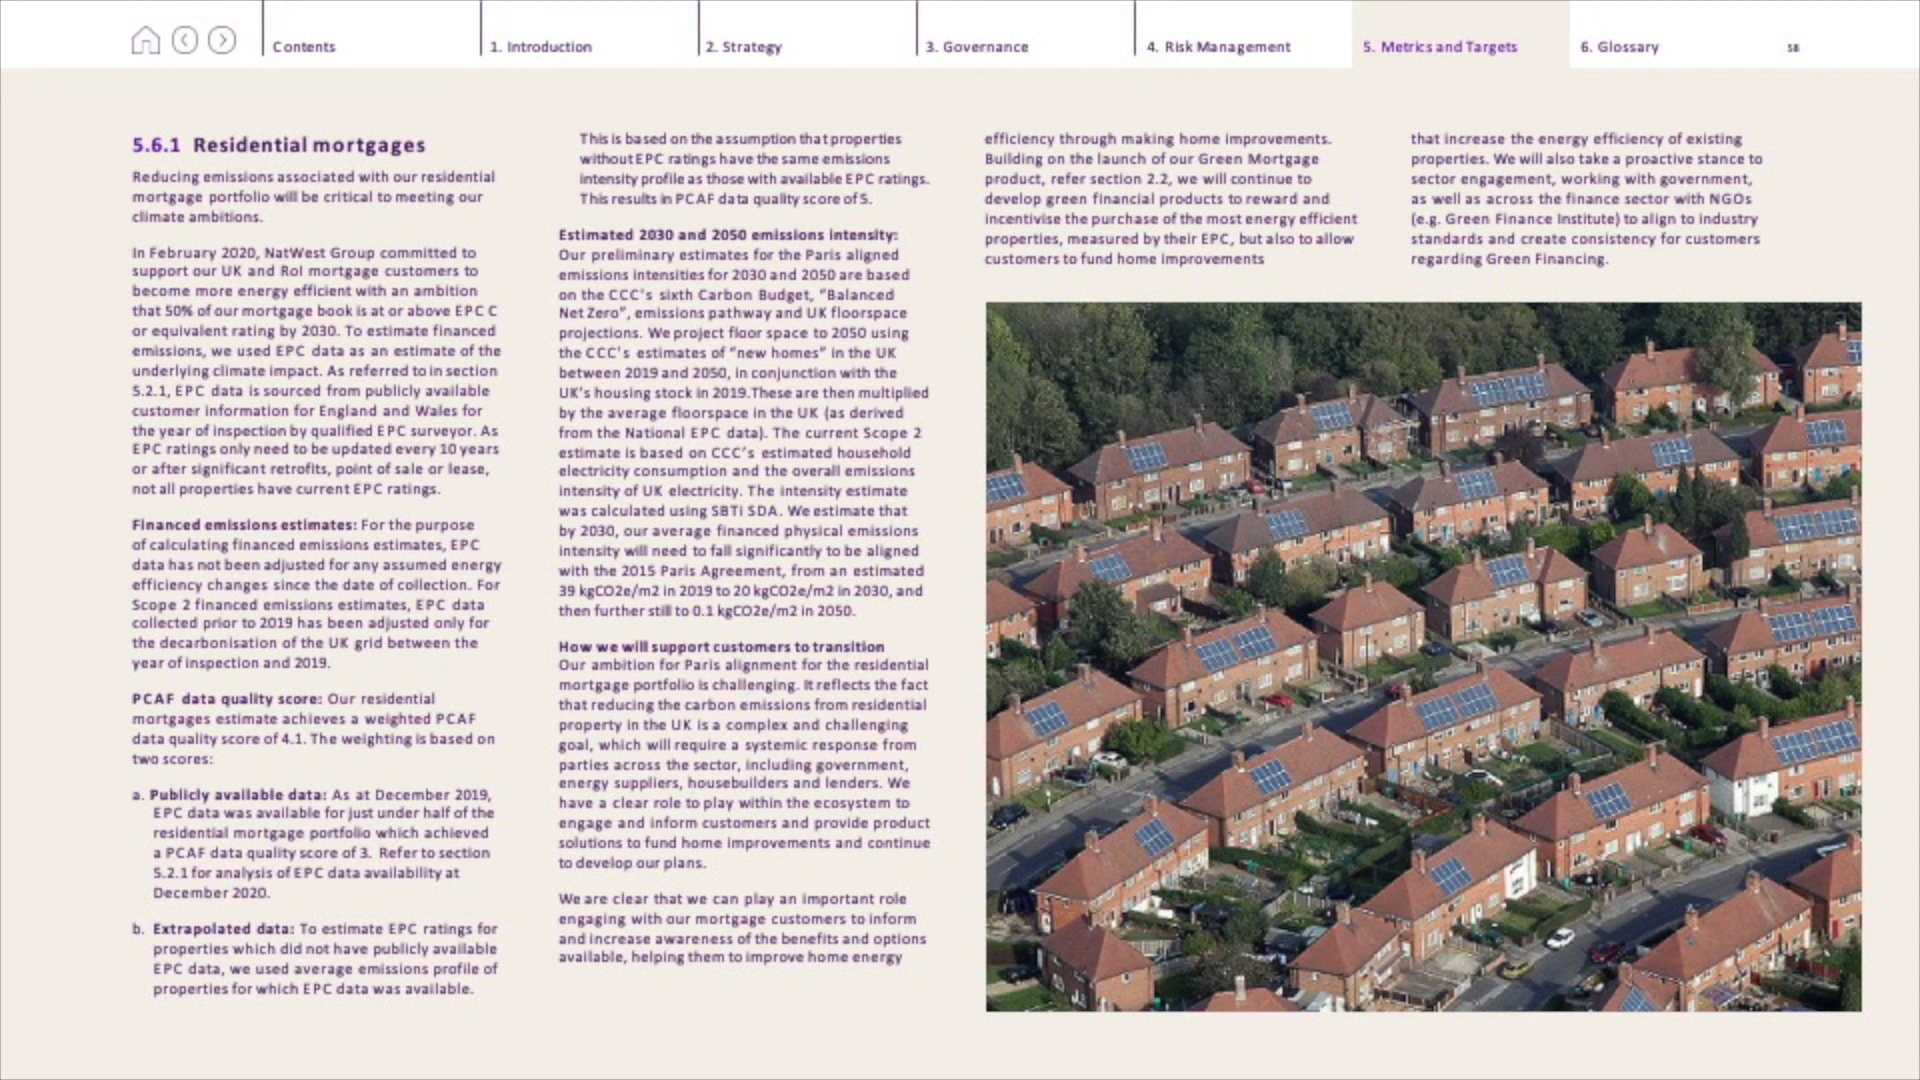 Contents
1. Introduction
2. Strategy
3. Governance
4. Risk Management
5. Metrics and Targets
6. Glossary
58
5.6.1 Residential mortgages
Reducing emissions associated with our residential
mortgage portfolio will be critical to meeting our
climate ambitions.
In February 2020, NatWest Group committed to
support our UK and RoI mortgage customers to
become more energy efficient with an ambition
that 50% of our mortgage book is at or above EPC C
or equivalent rating by 2030. To estimate financed
emissions, we used EPC data as an estimate of the
underlying climate impact. As referred to in section
5.2.1, EPC data is sourced from publicly available
customer information for England and Wales for
the year of inspection by qualified EPC surveyor. As
EPC ratings only need to be updated every 10 years
or after significant retrofits, point of sale or lease,
not all properties have current EPC ratings.
Financed emissions estimates: For the purpose
of calculating financed emissions estimates, EPC
data has not been adjusted for any assumed energy
efficiency changes since the date of collection. For
Scope 2 financed emissions estimates, EPC data
collected prior to 2019 has been adjusted only for
the decarbonisation of the UK grid between the
year of inspection and 2019.
PCAF data quality score: Our residential
mortgages estimate achieves a weighted PCAF
data quality score of 4.1. The weighting is based on
two scores:
a. Publicly available data: As at December 2019,
EPC data was available for just under half of the
residential mortgage portfolio which achieved
a PCAF data quality score of 3. Refer to section
5.2.1 for analysis of EPC data availability at
December 2020.
b. Extrapolated data: To estimate EPC ratings for
properties which did not have publicly available
EPC data, we used average emissions profile of
properties for which EPC data was available.
This is based on the assumption that properties
without EPC ratings have the same emissions
intensity profile as those with available EPC ratings.
This results in PCAF data quality score of 5.
Estimated 2030 and 2050 emissions intensity:
Our preliminary estimates for the Paris aligned
emissions intensities for 2030 and 2050 are based
on the CCC's sixth Carbon Budget, "Balanced
Net Zero", emissions pathway and UK floorspace
projections. We project floor space to 2050 using
the CCC's estimates of "new homes" in the UK
between 2019 and 2050, in conjunction with the
UK's housing stock in 2019.These are then multiplied
by the average floorspace in the UK (as derived
from the National EPC data). The current Scope 2
estimate is based on CCC's estimated household
electricity consumption and the overall emissions
intensity of UK electricity. The intensity estimate
was calculated using SBTi SDA. We estimate that
by 2030, our average financed physical emissions
intensity will need to fall significantly to be aligned
with the 2015 Paris Agreement, from an estimated
39 kgCO2e/m2 in 2019 to 20 kgCO2e/m2 in 2030, and
then further still to 0.1 kgCO2e/m2 in 2050.
How we will support customers to transition
Our ambition for Paris alignment for the residential
mortgage portfolio is challenging. It reflects the fact
that reducing the carbon emissions from residential
property in the UK is a complex and challenging
goal, which will require a systemic response from
parties across the sector, including government,
energy suppliers, housebuilders and lenders. We
have a clear role to play within the ecosystem to
engage and inform customers and provide product
solutions to fund home improvements and continue
to develop our plans.
We are clear that we can play an important role
engaging with our mortgage customers to inform
and increase awareness of the benefits and options
available, helping them to improve home energy
efficiency through making home improvements.
Building on the launch of our Green Mortgage
product, refer section 2.2, we will continue to
develop green financial products to reward and
incentivise the purchase of the most energy efficient
properties, measured by their EPC, but also to allow
customers to fund home improvements
that increase the energy efficiency of existing
properties. We will also take a proactive stance to
sector engagement, working with government,
as well as across the finance sector with NGOs
(e.g. Green Finance Institute) to align to industry
standards and create consistency for customers
regarding Green Financing.